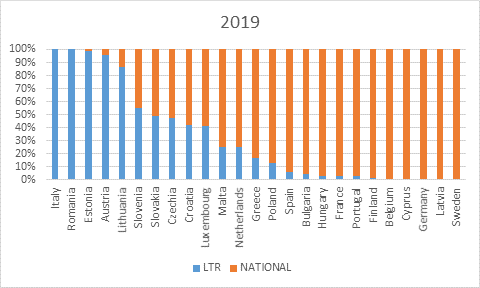 2019
100%
90%
80%
70%
60%
50%
40%
30%
20%
10%
0%
Italy
Romania
Estonia
Austria
Lithuania
Slovenia
Slovakia
Czechia
Croatia
Luxembourg
Malta
Netherlands
Greece
Poland
Spain
Bulgaria
Hungary
France
Portugal
Finland
Belgium
Cyprus
Germany
Latvia
Sweden
LTR NATIONAL